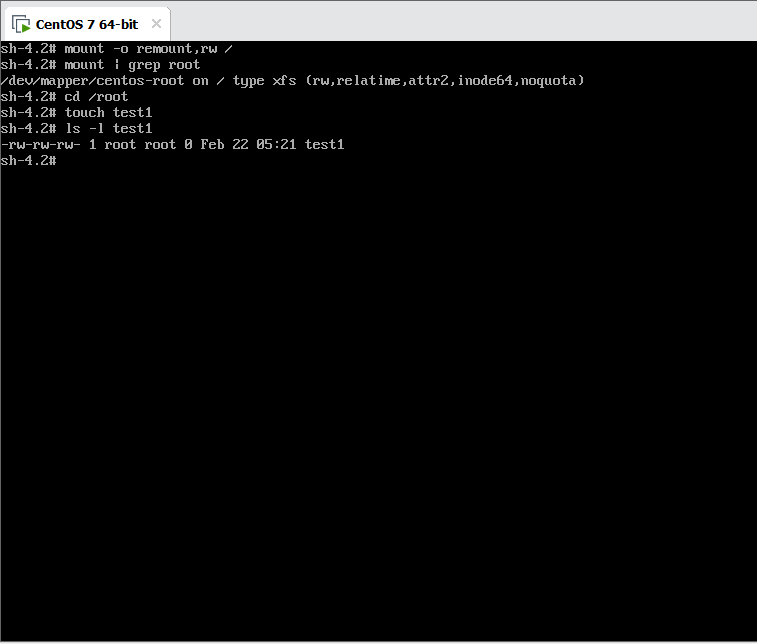 CentOS 7 64-bit
sh-4.2# mount -o remount,rw /
sh-4.2# mount | grep root
/dev/mapper/centos-root on / type xfs (rw,relatime,attr2,inode64,noquota)
sh-4.2# cd /root
sh-4.2# touch test1
sh-4.2# ls -l test1
-rw-rw-rw- 1 root root 0 Feb 22 05:21 test1
sh-4.2#